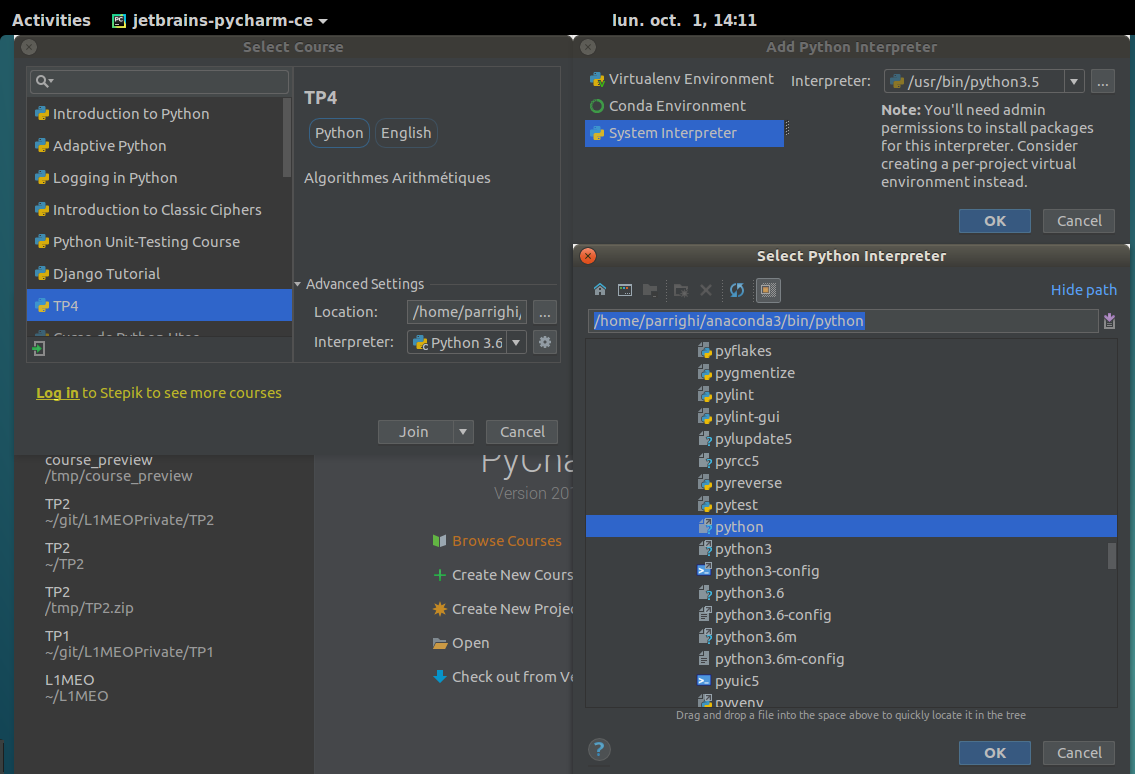 Activities
jetbrains-pycharm-ce
lun. oct. 1, 14:11
Select Course
Introduction to Python
Adaptive Python
Logging in Python
Introduction to Classic Ciphers
Python Unit-Testing Course
Django Tutorial
TP4
TP4
Python English
Algorithmes Arithmétiques
Advanced Settings
Location: /home/parrighi/ ...
Interpreter: Python 3.6
Log in to Stepik to see more courses
Join Cancel
course_preview
/tmp/course_preview
TP2
~/git/L1MEOPrivate/TP2
TP2
~/TP2
TP2
/tmp/TP2.zip
TP1
~/git/L1MEOPrivate/TP1
L1MEO
~/L1MEO
PyCha
Version 201
Browse Courses
Create New Cours
Create New Projec
Open
Check out from Ve
Add Python Interpreter
Virtualenv Environment
Conda Environment
System Interpreter
Interpreter: /usr/bin/python3.5 ...
Note: You'll need admin
permissions to install packages
for this interpreter. Consider
creating a per-project virtual
environment instead.
OK Cancel
Select Python Interpreter
Hide path
/home/parrighi/anaconda3/bin/python
pyflakes
pygmentize
pylint
pylint-gui
pylupdate5
pyrcc5
pyreverse
pytest
python
python3
python3-config
python3.6
python3.6-config
python3.6m
python3.6m-config
pyuic5
pyvenv
Drag and drop a file into the space above to quickly locate it in the tree
? OK Cancel